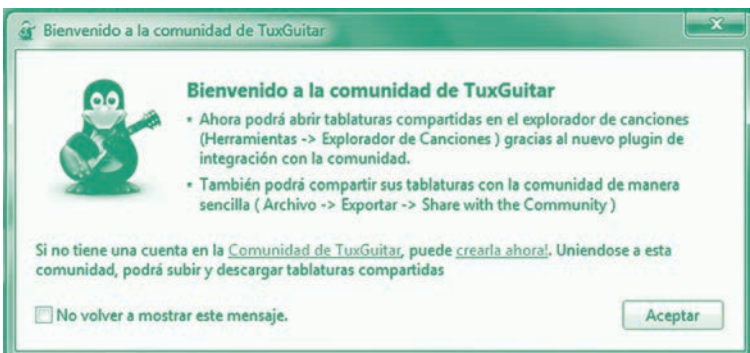 Bienvenido a la comunidad de TuxGuitar
Bienvenido a la comunidad de TuxGuitar
• Ahora podrá abrir tablaturas compartidas en el explorador de canciones
(Herramientas -> Explorador de Canciones ) gracias al nuevo plugin de
integración con la comunidad.
• También podrá compartir sus tablaturas con la comunidad de manera
sencilla ( Archivo -> Exportar -> Share with the Community )
Si no tiene una cuenta en la Comunidad de TuxGuitar, puede crearla ahora!. Uniendose a esta
comunidad, podrá subir y descargar tablaturas compartidas
No volver a mostrar este mensaje.
Aceptar